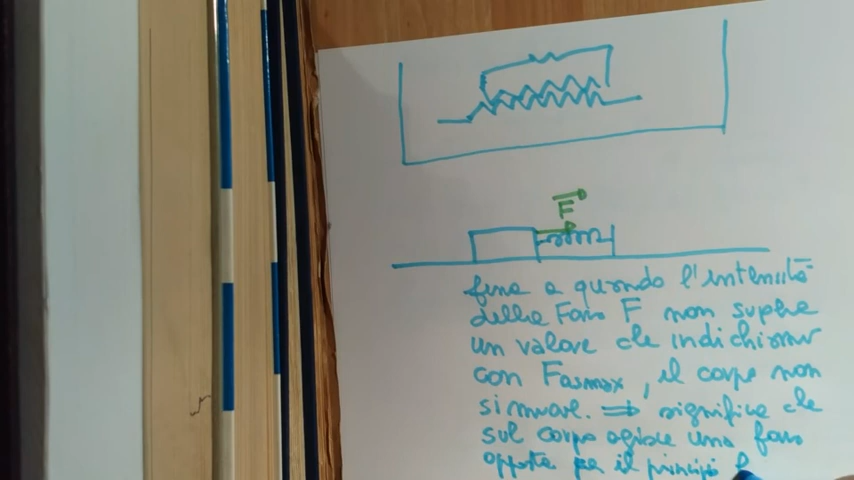 F
fino a quando l'intensità
della Forza F non supera
un valore che indichiamo
con Fasmax, il corpo non
si muove. ⇒ significa che
sul corpo agisce una forza
opposta per il principio